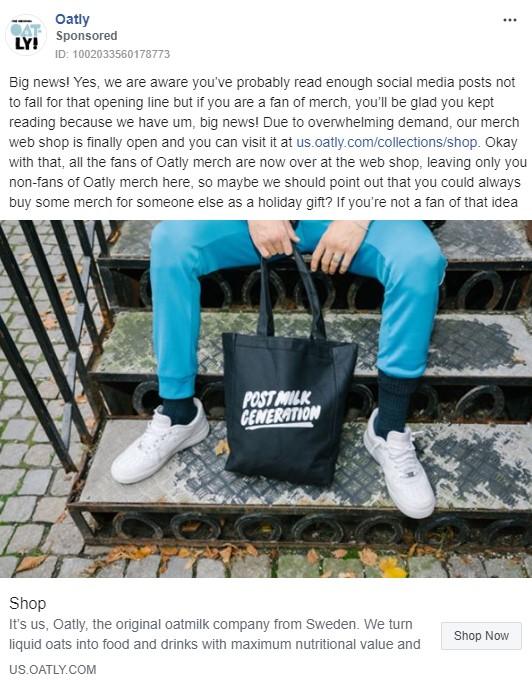 THE ORIGINAL
OAT-
LY!
Oatly
Sponsored
ID: 1002033560178773
Big news! Yes, we are aware you’ve probably read enough social media posts not
to fall for that opening line but if you are a fan of merch, you’ll be glad you kept
reading because we have um, big news! Due to overwhelming demand, our merch
web shop is finally open and you can visit it at us.oatly.com/collections/shop. Okay
with that, all the fans of Oatly merch are now over at the web shop, leaving only you
non-fans of Oatly merch here, so maybe we should point out that you could always
buy some merch for someone else as a holiday gift? If you’re not a fan of that idea
POST MILK
GENERATION
Shop
It’s us, Oatly, the original oatmilk company from Sweden. We turn
liquid oats into food and drinks with maximum nutritional value and
Shop Now
US.OATLY.COM